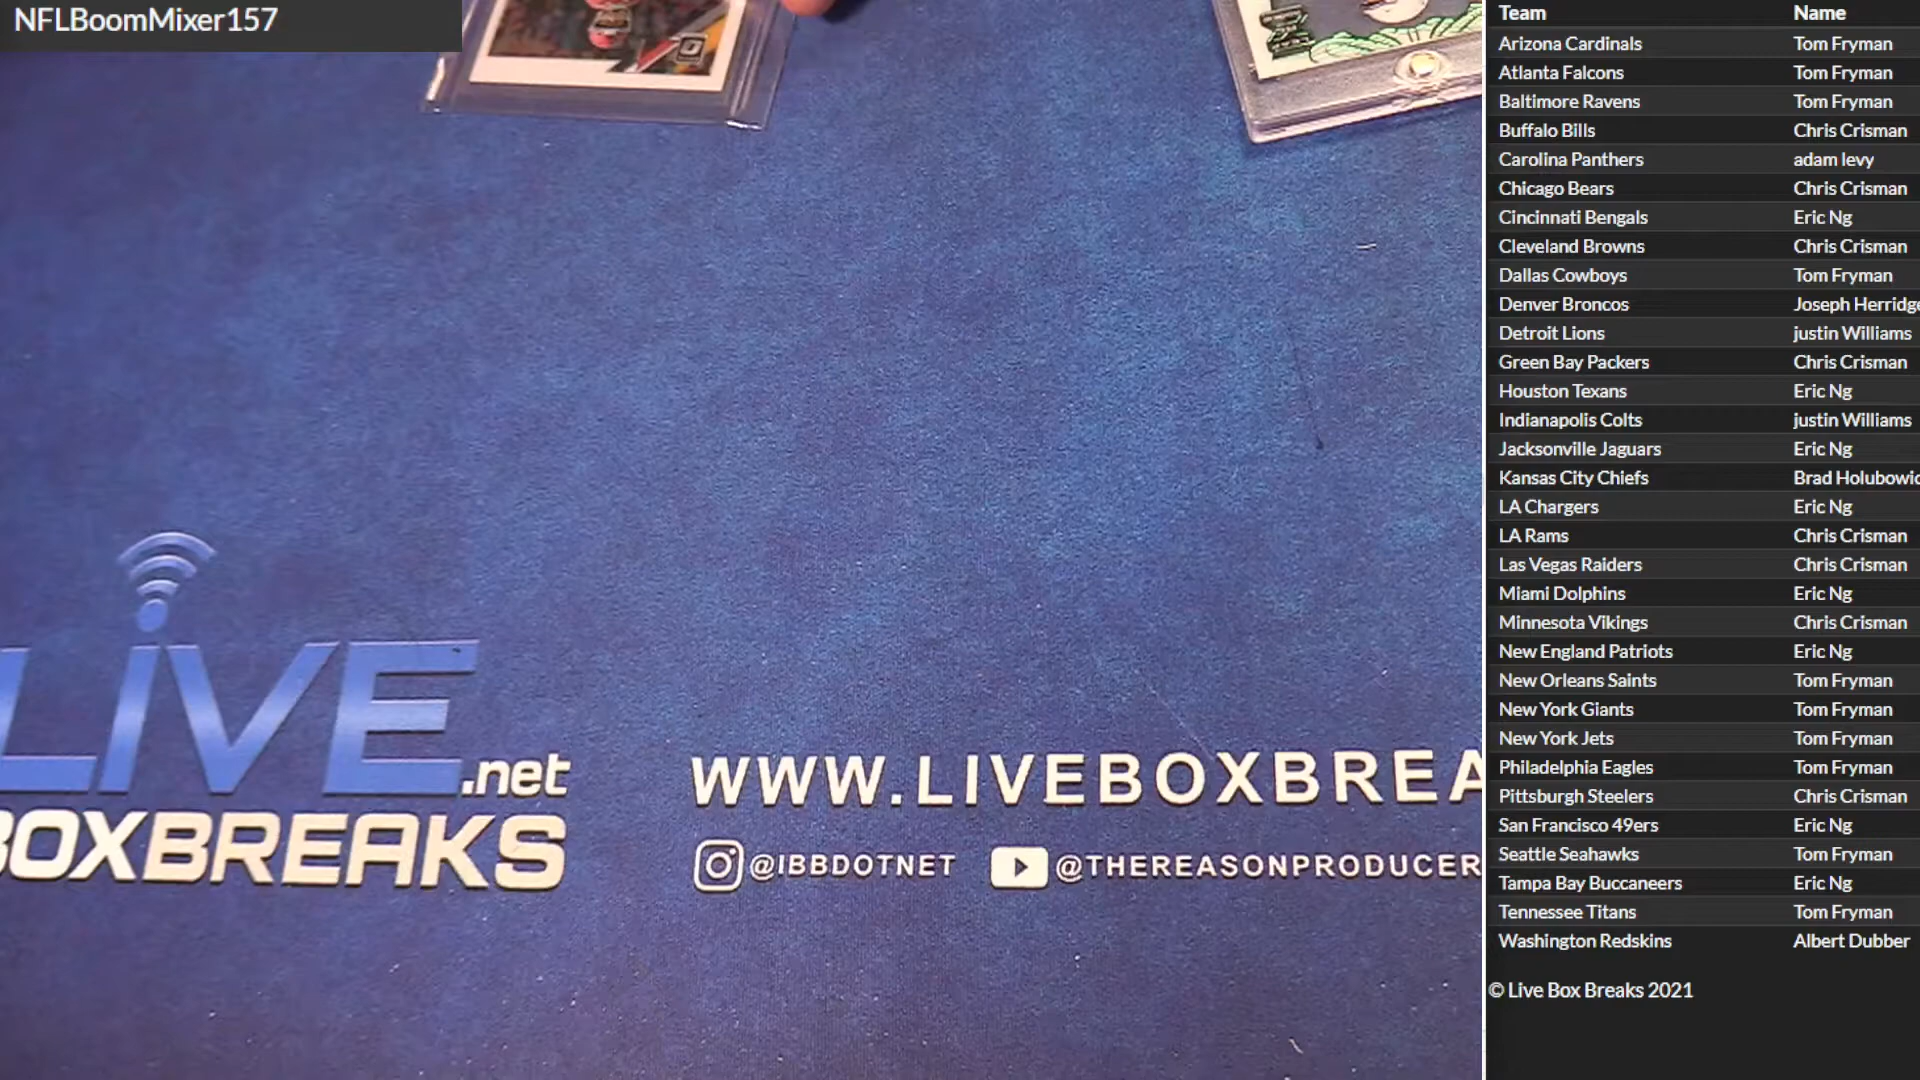 NFLBoomMixer157
LIVE
.net
BOXBREAKS
WWW.LIVEBOXBREA
@IBBDOTNET @THEREASONPRODUCER
Team Name
Arizona Cardinals Tom Fryman
Atlanta Falcons Tom Fryman
Baltimore Ravens Tom Fryman
Buffalo Bills Chris Crisman
Carolina Panthers adam levy
Chicago Bears Chris Crisman
Cincinnati Bengals Eric Ng
Cleveland Browns Chris Crisman
Dallas Cowboys Tom Fryman
Denver Broncos Joseph Herridge
Detroit Lions justin Williams
Green Bay Packers Chris Crisman
Houston Texans Eric Ng
Indianapolis Colts justin Williams
Jacksonville Jaguars Eric Ng
Kansas City Chiefs Brad Holubowic
LA Chargers Eric Ng
LA Rams Chris Crisman
Las Vegas Raiders Chris Crisman
Miami Dolphins Eric Ng
Minnesota Vikings Chris Crisman
New England Patriots Eric Ng
New Orleans Saints Tom Fryman
New York Giants Tom Fryman
New York Jets Tom Fryman
Philadelphia Eagles Tom Fryman
Pittsburgh Steelers Chris Crisman
San Francisco 49ers Eric Ng
Seattle Seahawks Tom Fryman
Tampa Bay Buccaneers Eric Ng
Tennessee Titans Tom Fryman
Washington Redskins Albert Dubber
© Live Box Breaks 2021